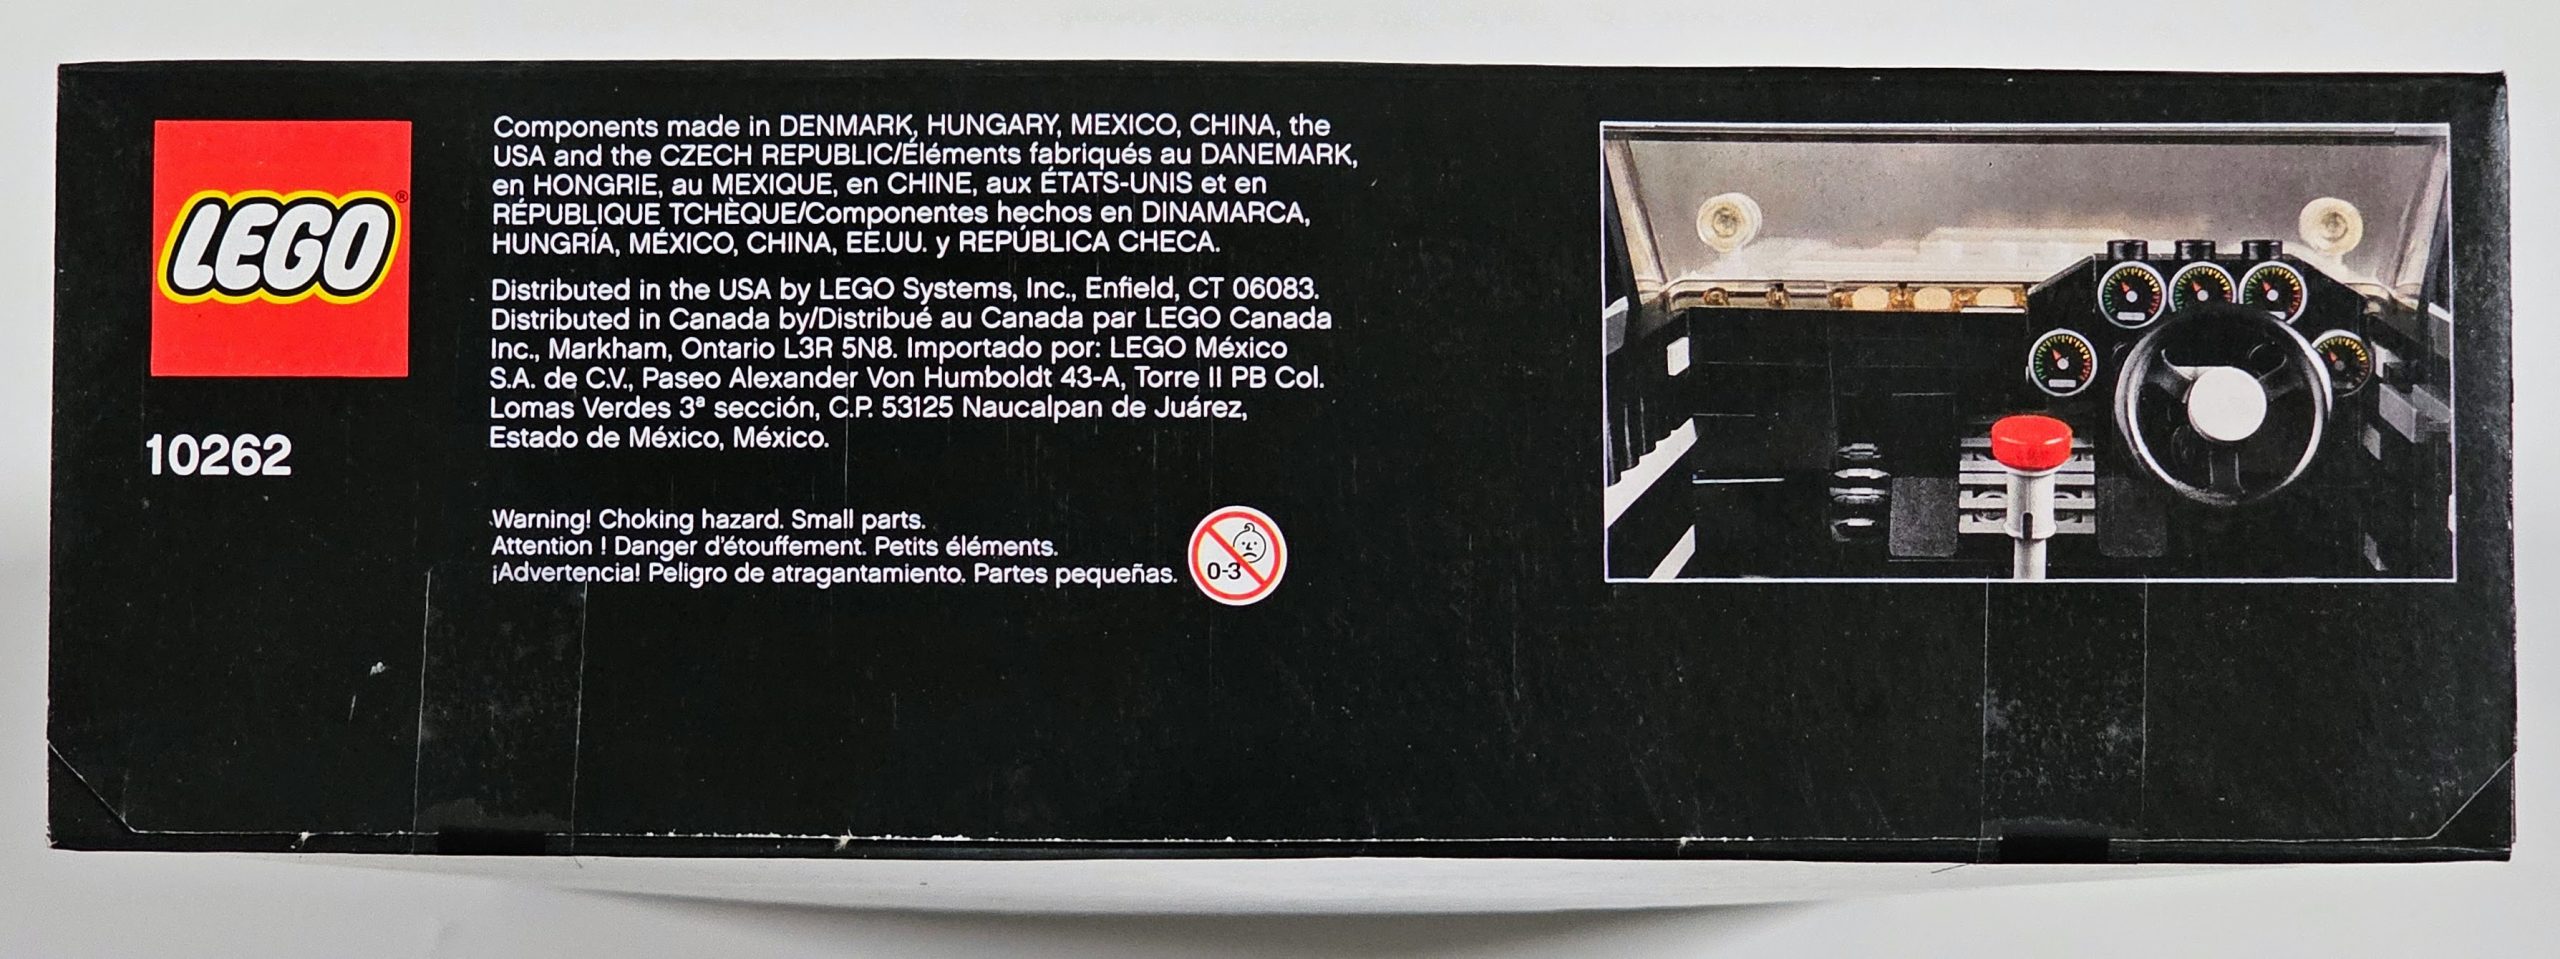 LEGO®
10262
Components made in DENMARK, HUNGARY, MEXICO, CHINA, the
USA and the CZECH REPUBLIC/Éléments fabriqués au DANEMARK,
en HONGRIE, au MEXIQUE, en CHINE, aux ÉTATS-UNIS et en
RÉPUBLIQUE TCHÈQUE/Componentes hechos en DINAMARCA,
HUNGRÍA, MÉXICO, CHINA, EE.UU. y REPÚBLICA CHECA.
Distributed in the USA by LEGO Systems, Inc., Enfield, CT 06083.
Distributed in Canada by/Distribué au Canada par LEGO Canada
Inc., Markham, Ontario L3R 5N8. Importado por: LEGO México
S.A. de C.V., Paseo Alexander Von Humboldt 43-A, Torre II PB Col.
Lomas Verdes 3ª sección, C.P. 53125 Naucalpan de Juárez,
Estado de México, México.
Warning! Choking hazard. Small parts.
Attention ! Danger d'étouffement. Petits éléments.
¡Advertencia! Peligro de atragantamiento. Partes pequeñas.
0-3